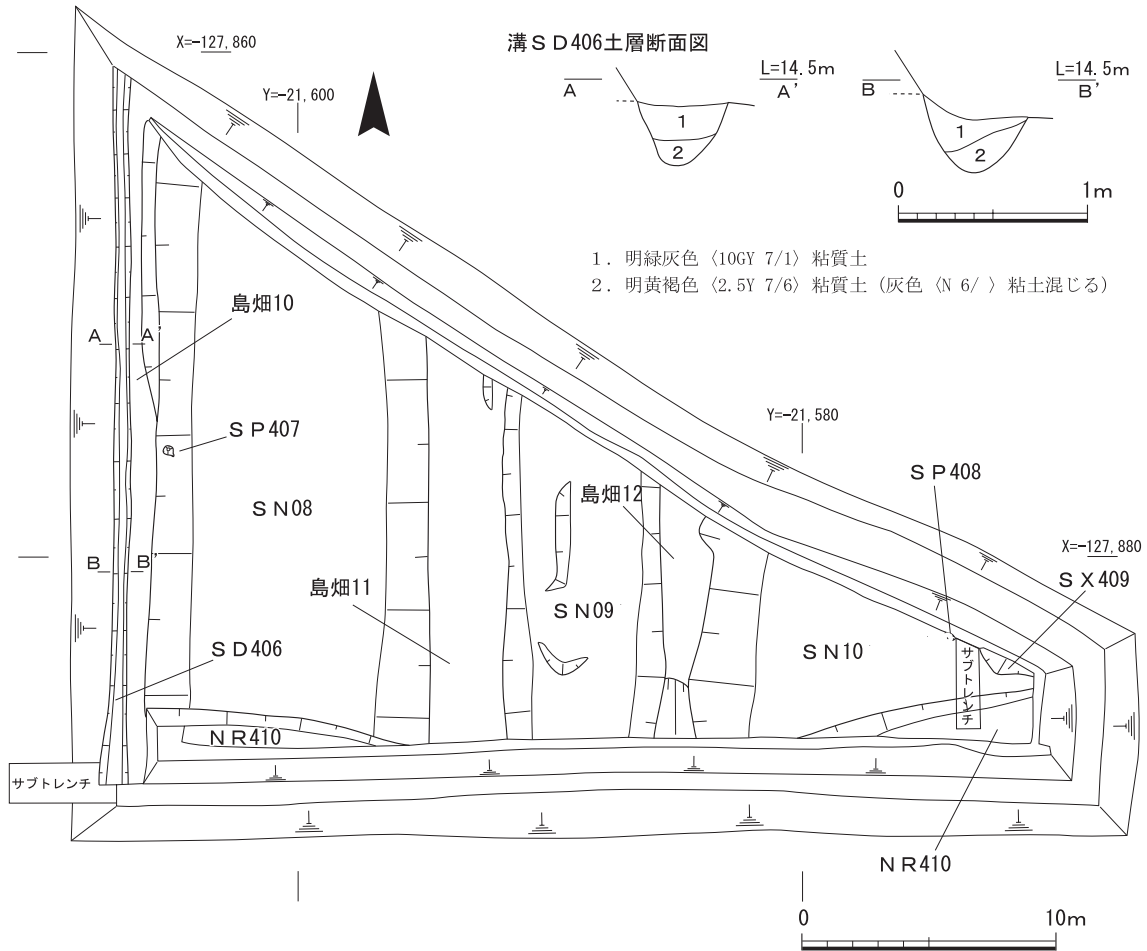 溝SD406土層断面図
X=-127,860
Y=-21,600
L=14.5m
A
A'
L=14.5m
B
B'
1
2
1
2
0
1m
1. 明緑灰色〈10GY 7/1〉粘質土
2. 明黄褐色〈2.5Y 7/6〉粘質土(灰色〈N 6/ 〉粘土混じる)
島畑10
A
A'
Y=-21,580
SP407
SP408
島畑12
SN08
X=-127,880
B
B'
島畑11
SX409
SN09
SD406
SN10
サブトレンチ
NR410
サブトレンチ
NR410
0
10m